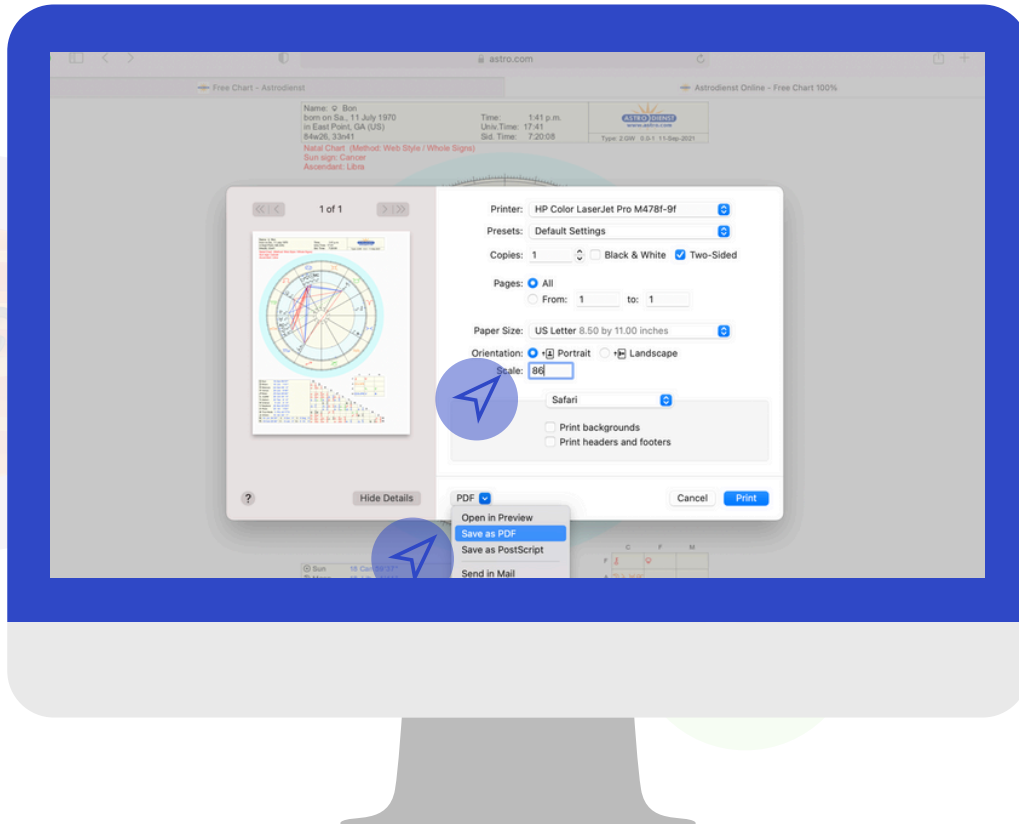 astro.com
Free Chart - Astrodienst
Astrodienst Online - Free Chart 100%
Name: ♀ Bon
born on Sa., 11 July 1970
in East Point, GA (US)
84w26, 33n41
Time: 1:41 p.m.
Univ.Time: 17:41
Sid. Time: 7:20:08
ASTRO DIENST
www.astro.com
Type: 2.GW 0.0-1 11-Sep-2021
Natal Chart (Method: Web Style / Whole Signs)
Sun sign: Cancer
Ascendant: Libra
1 of 1
Hide Details
?
Printer: HP Color LaserJet Pro M478f-9f
Presets: Default Settings
Copies: 1 Black & White Two-Sided
Pages: All
From: 1 to: 1
Paper Size: US Letter 8.50 by 11.00 inches
Orientation: Portrait Landscape
Scale: 86
Safari
Print backgrounds
Print headers and footers
PDF
Cancel Print
Open in Preview
Save as PDF
Save as PostScript
Send in Mail
C F M
F
Sun